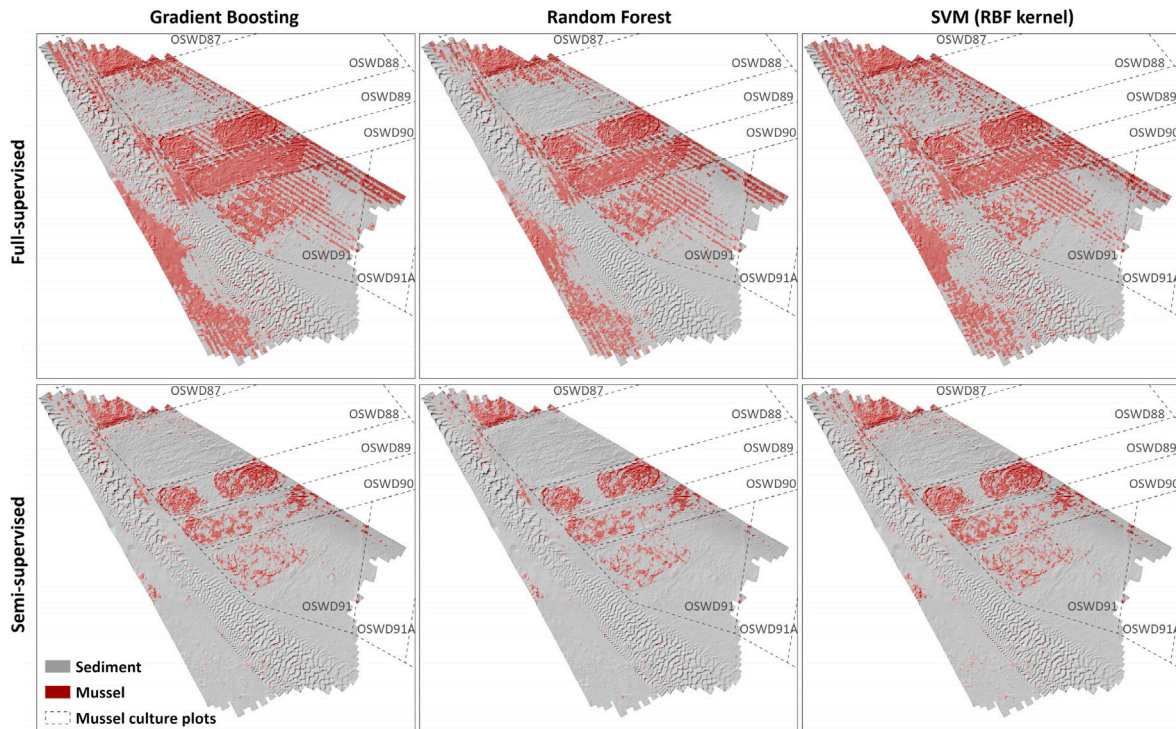 Gradient Boosting
Random Forest
SVM (RBF kernel)
Full-supervised
OSWD87
OSWD88
OSWD89
OSWD90
OSWD91
OSWD91A
OSWD87
OSWD88
OSWD89
OSWD90
OSWD91
OSWD91A
OSWD87
OSWD88
OSWD89
OSWD90
OSWD91
OSWD91A
Semi-supervised
OSWD87
OSWD88
OSWD89
OSWD90
OSWD91
OSWD91A
Sediment
Mussel
Mussel culture plots
OSWD87
OSWD88
OSWD89
OSWD90
OSWD91
OSWD91A
OSWD87
OSWD88
OSWD89
OSWD90
OSWD91
OSWD91A